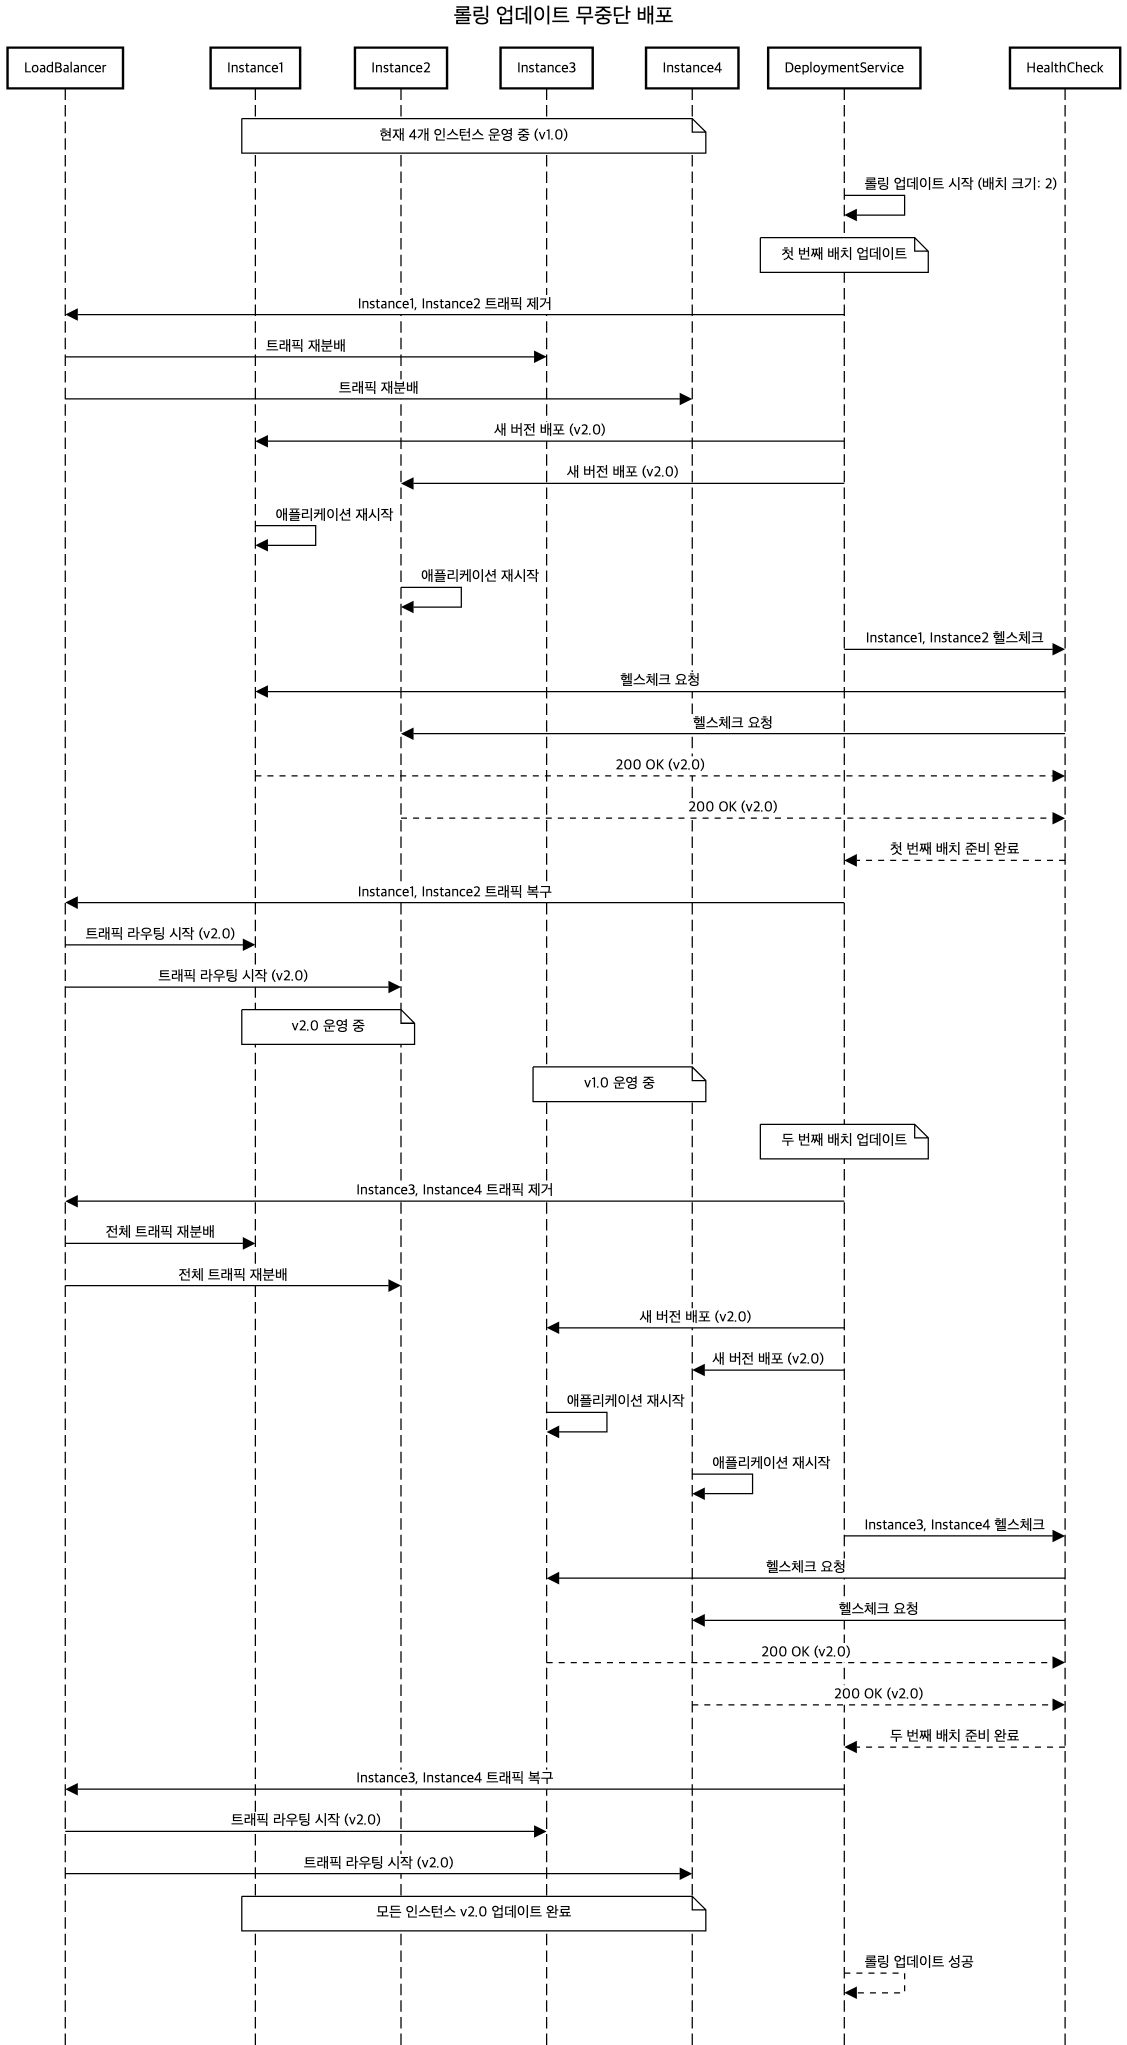 롤링 업데이트 무중단 배포
LoadBalancer
Instance1
Instance2
Instance3
Instance4
DeploymentService
HealthCheck
현재 4개 인스턴스 운영 중 (v1.0)
롤링 업데이트 시작 (배치 크기: 2)
첫 번째 배치 업데이트
Instance1, Instance2 트래픽 제거
트래픽 재분배
트래픽 재분배
새 버전 배포 (v2.0)
새 버전 배포 (v2.0)
애플리케이션 재시작
애플리케이션 재시작
Instance1, Instance2 헬스체크
헬스체크 요청
헬스체크 요청
200 OK (v2.0)
200 OK (v2.0)
첫 번째 배치 준비 완료
Instance1, Instance2 트래픽 복구
트래픽 라우팅 시작 (v2.0)
트래픽 라우팅 시작 (v2.0)
v2.0 운영 중
v1.0 운영 중
두 번째 배치 업데이트
Instance3, Instance4 트래픽 제거
전체 트래픽 재분배
전체 트래픽 재분배
새 버전 배포 (v2.0)
새 버전 배포 (v2.0)
애플리케이션 재시작
애플리케이션 재시작
Instance3, Instance4 헬스체크
헬스체크 요청
헬스체크 요청
200 OK (v2.0)
200 OK (v2.0)
두 번째 배치 준비 완료
Instance3, Instance4 트래픽 복구
트래픽 라우팅 시작 (v2.0)
트래픽 라우팅 시작 (v2.0)
모든 인스턴스 v2.0 업데이트 완료
롤링 업데이트 성공